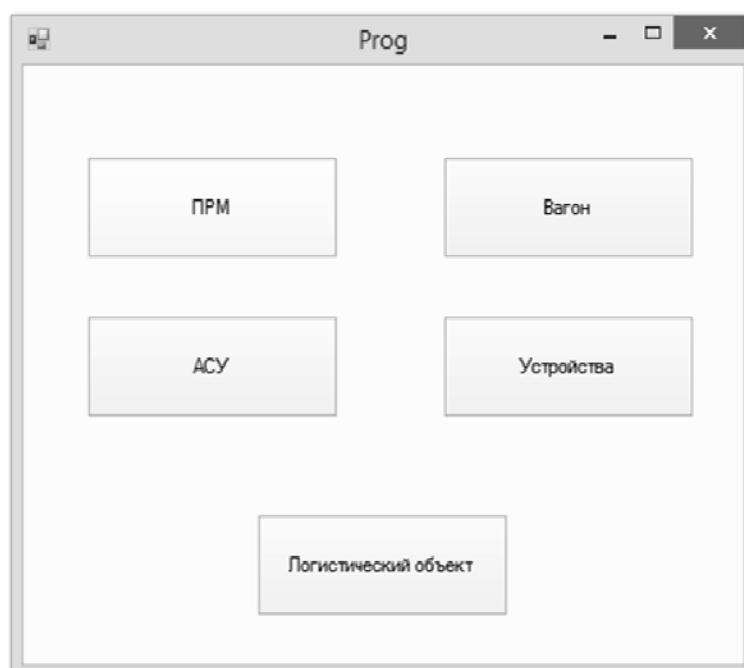 Prog
ПРМ
Вагон
АСУ
Устройства
Логистический объект